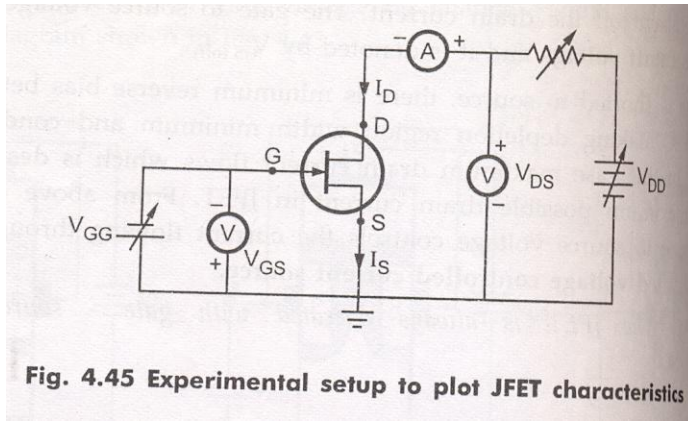 − A +
I_D
D
G
+
V V_DS
−
V_DD
V_GG
V
+ V_GS
S
I_S
Fig. 4.45 Experimental setup to plot JFET characteristics